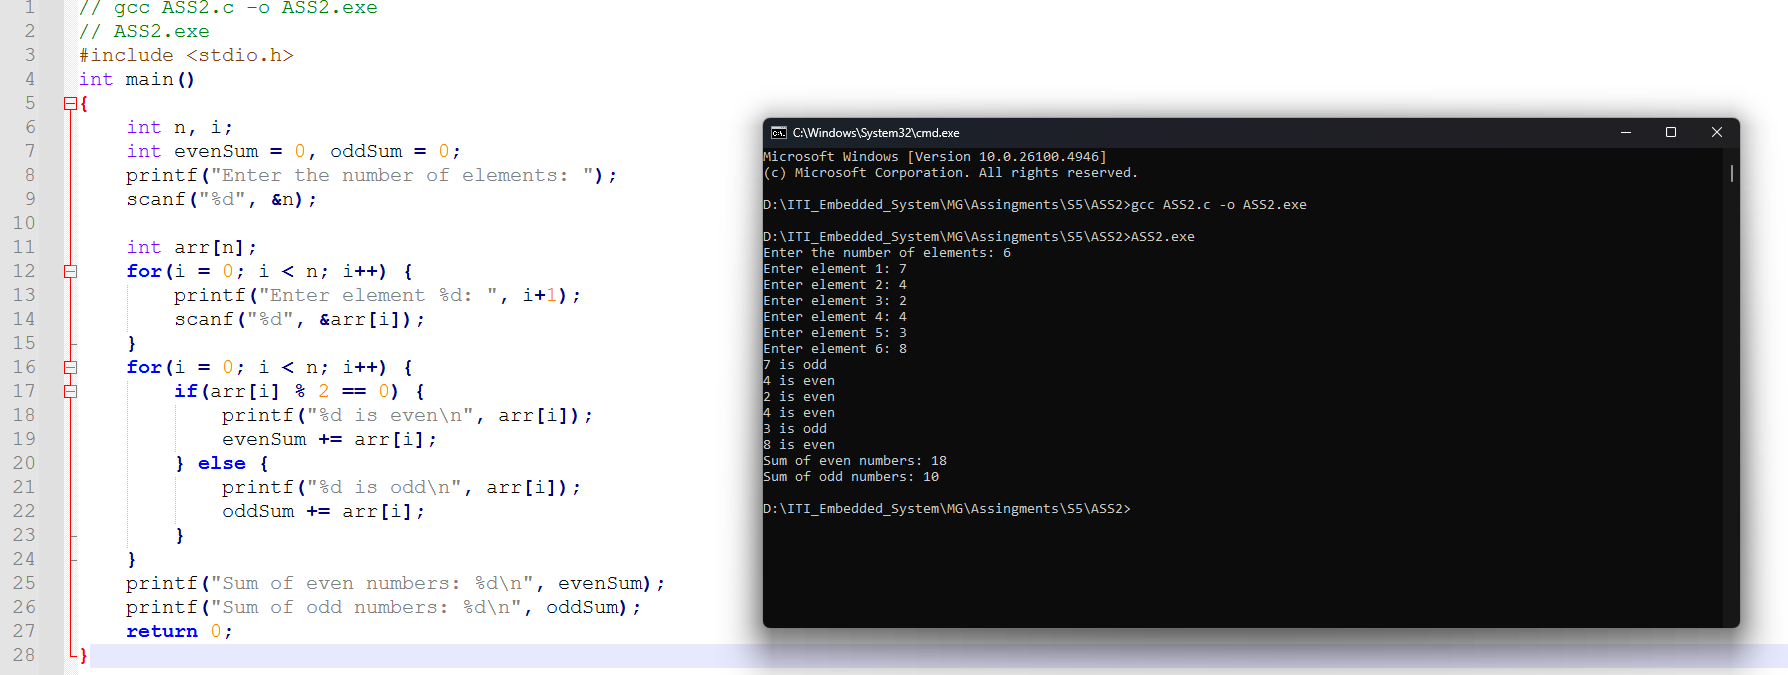 1 // gcc ASS2.c -o ASS2.exe
2 // ASS2.exe
3 #include <stdio.h>
4 int main()
5 {
6 int n, i;
7 int evenSum = 0, oddSum = 0;
8 printf("Enter the number of elements: ");
9 scanf("%d", &n);
10
11 int arr[n];
12 for(i = 0; i < n; i++) {
13 printf("Enter element %d: ", i+1);
14 scanf("%d", &arr[i]);
15 }
16 for(i = 0; i < n; i++) {
17 if(arr[i] % 2 == 0) {
18 printf("%d is even\n", arr[i]);
19 evenSum += arr[i];
20 } else {
21 printf("%d is odd\n", arr[i]);
22 oddSum += arr[i];
23 }
24 }
25 printf("Sum of even numbers: %d\n", evenSum);
26 printf("Sum of odd numbers: %d\n", oddSum);
27 return 0;
28 }
C:\Windows\System32\cmd.exe
Microsoft Windows [Version 10.0.26100.4946]
(c) Microsoft Corporation. All rights reserved.
D:\ITI_Embedded_System\MG\Assingments\S5\ASS2>gcc ASS2.c -o ASS2.exe
D:\ITI_Embedded_System\MG\Assingments\S5\ASS2>ASS2.exe
Enter the number of elements: 6
Enter element 1: 7
Enter element 2: 4
Enter element 3: 2
Enter element 4: 4
Enter element 5: 3
Enter element 6: 8
7 is odd
4 is even
2 is even
4 is even
3 is odd
8 is even
Sum of even numbers: 18
Sum of odd numbers: 10
D:\ITI_Embedded_System\MG\Assingments\S5\ASS2>